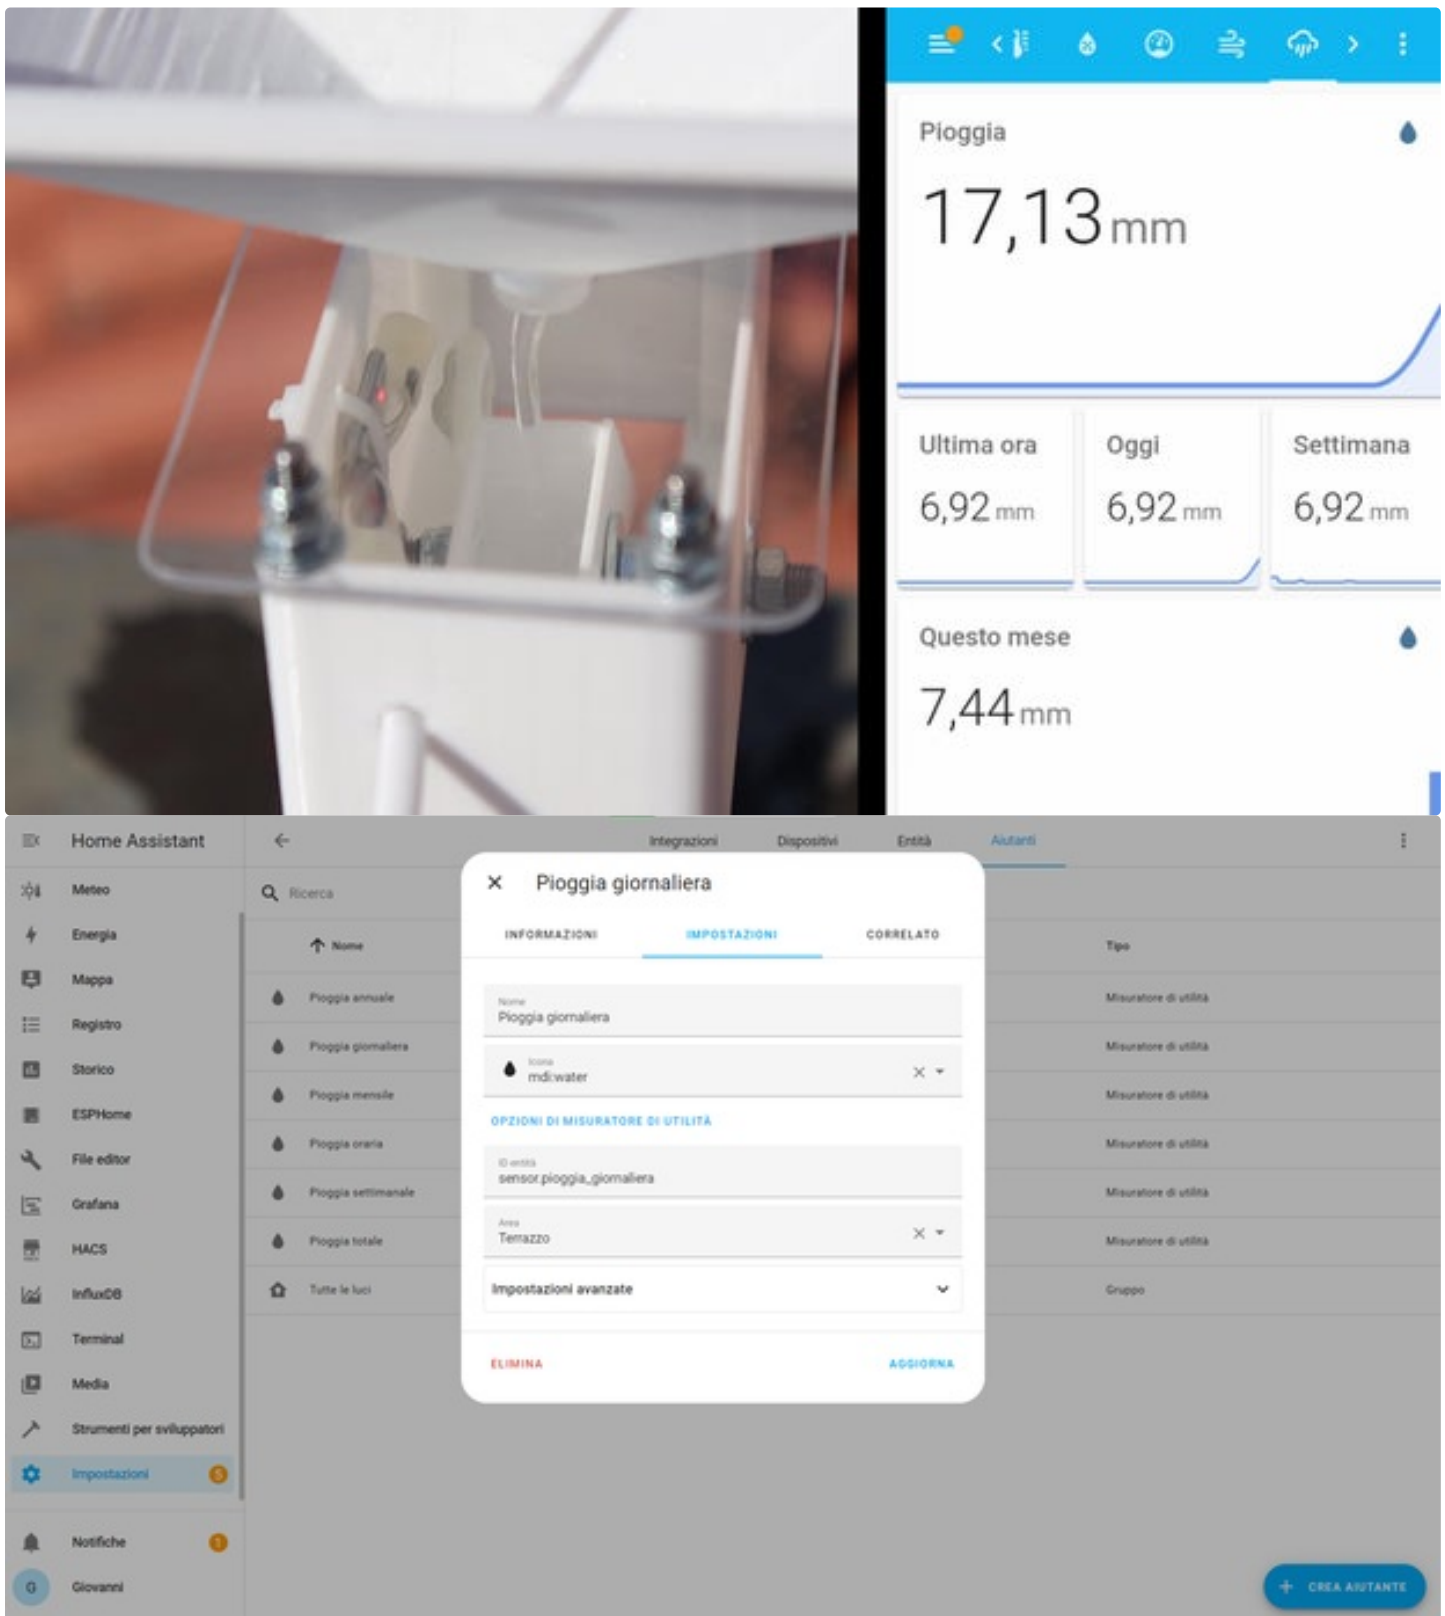 Pioggia
17,13 mm
Ultima ora
6,92 mm
Oggi
6,92 mm
Settimana
6,92 mm
Questo mese
7,44 mm
Home Assistant
Integrazioni
Dispositivi
Entità
Aiutanti
Meteo
Energia
Mappa
Registro
Storico
ESPHome
File editor
Grafana
HACS
InfluxDB
Terminal
Media
Strumenti per sviluppatori
Impostazioni 5
Notifiche 1
G Giovanni
Ricerca
Nome
Tipo
Pioggia annuale
Misuratore di utilità
Pioggia giornaliera
Misuratore di utilità
Pioggia mensile
Misuratore di utilità
Pioggia oraria
Misuratore di utilità
Pioggia settimanale
Misuratore di utilità
Pioggia totale
Misuratore di utilità
Tutte le luci
Gruppo
Pioggia giornaliera
INFORMAZIONI
IMPOSTAZIONI
CORRELATO
Nome
Pioggia giornaliera
Icona
mdi:water
OPZIONI DI MISURATORE DI UTILITÀ
ID entità
sensor.pioggia_giornaliera
Area
Terrazzo
Impostazioni avanzate
ELIMINA
AGGIORNA
CREA AIUTANTE